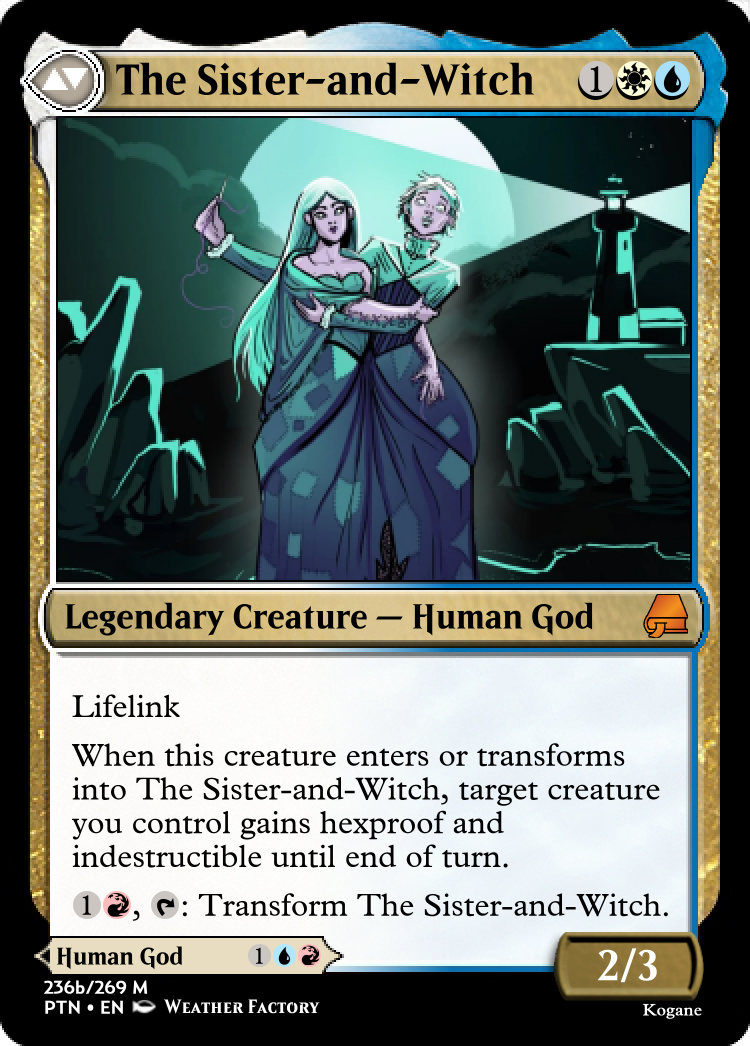 The Sister-and-Witch 1
Legendary Creature — Human God
Lifelink
When this creature enters or transforms
into The Sister-and-Witch, target creature
you control gains hexproof and
indestructible until end of turn.
1 , : Transform The Sister-and-Witch.
Human God 1
2/3
236b/269 M
PTN • EN WEATHER FACTORY
Kogane